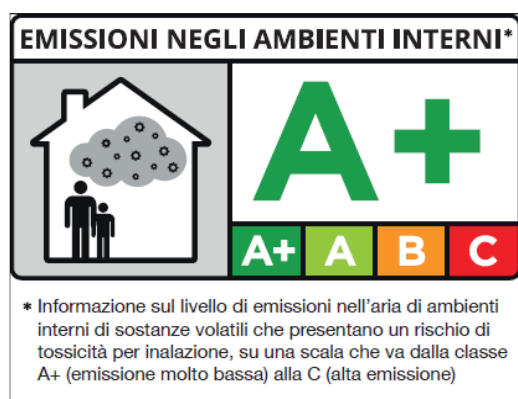 EMISSIONI NEGLI AMBIENTI INTERNI*
A+
A+ A B C
* Informazione sul livello di emissioni nell'aria di ambienti
interni di sostanze volatili che presentano un rischio di
tossicità per inalazione, su una scala che va dalla classe
A+ (emissione molto bassa) alla C (alta emissione)